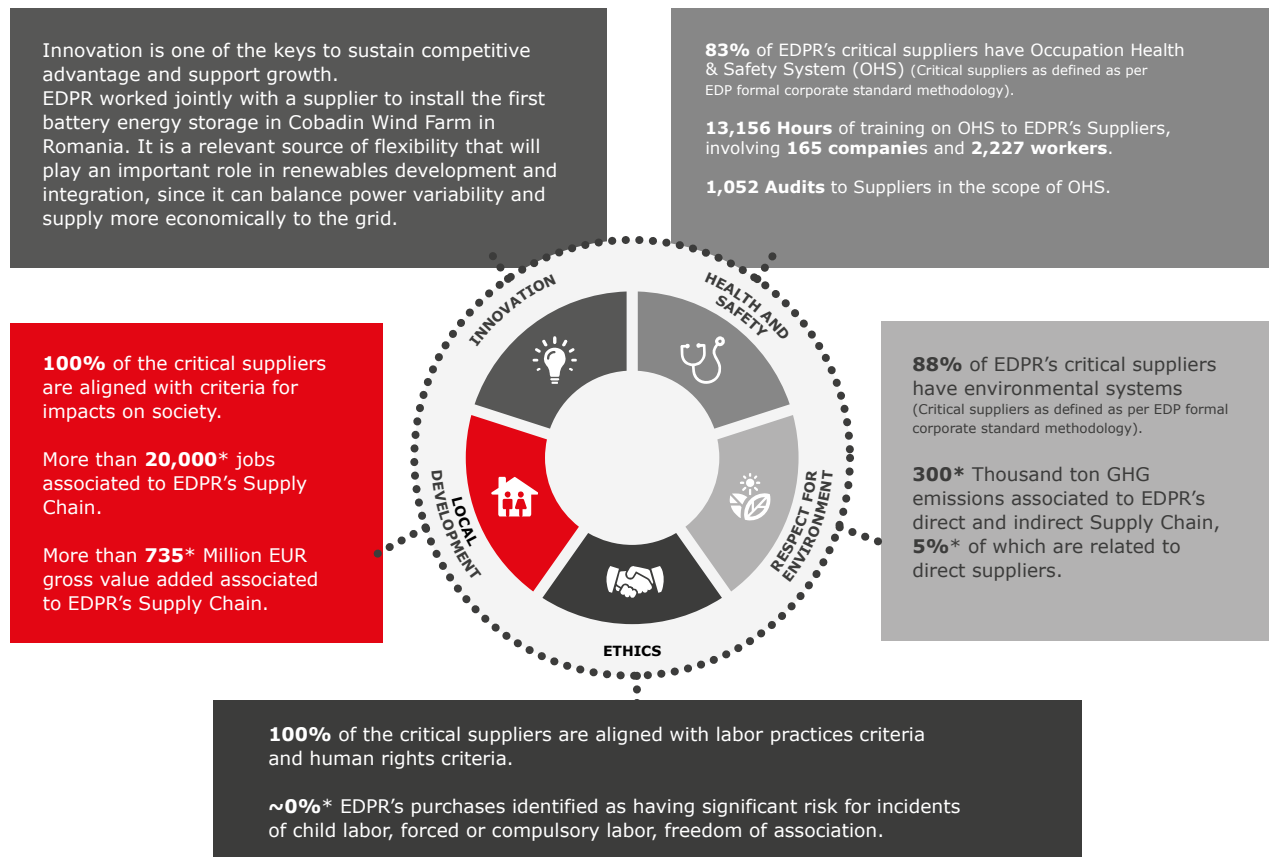 Innovation is one of the keys to sustain competitive
advantage and support growth.
EDPR worked jointly with a supplier to install the first
battery energy storage in Cobadin Wind Farm in
Romania. It is a relevant source of flexibility that will
play an important role in renewables development and
integration, since it can balance power variability and
supply more economically to the grid.
83% of EDPR's critical suppliers have Occupation Health
& Safety System (OHS) (Critical suppliers as defined as per
EDP formal corporate standard methodology).
13,156 Hours of training on OHS to EDPR's Suppliers,
involving 165 companies and 2,227 workers.
1,052 Audits to Suppliers in the scope of OHS.
INNOVATION
HEALTH AND
SAFETY
100% of the critical suppliers
are aligned with criteria for
impacts on society.
More than 20,000* jobs
associated to EDPR's Supply
Chain.
More than 735* Million EUR
gross value added associated
to EDPR's Supply Chain.
LOCAL
DEVELOPMENT
RESPECT FOR
ENVIRONMENT
88% of EDPR's critical suppliers
have environmental systems
(Critical suppliers as defined as per EDP formal
corporate standard methodology).
300* Thousand ton GHG
emissions associated to EDPR's
direct and indirect Supply Chain,
5%* of which are related to
direct suppliers.
ETHICS
100% of the critical suppliers are aligned with labor practices criteria
and human rights criteria.
~0%* EDPR's purchases identified as having significant risk for incidents
of child labor, forced or compulsory labor, freedom of association.